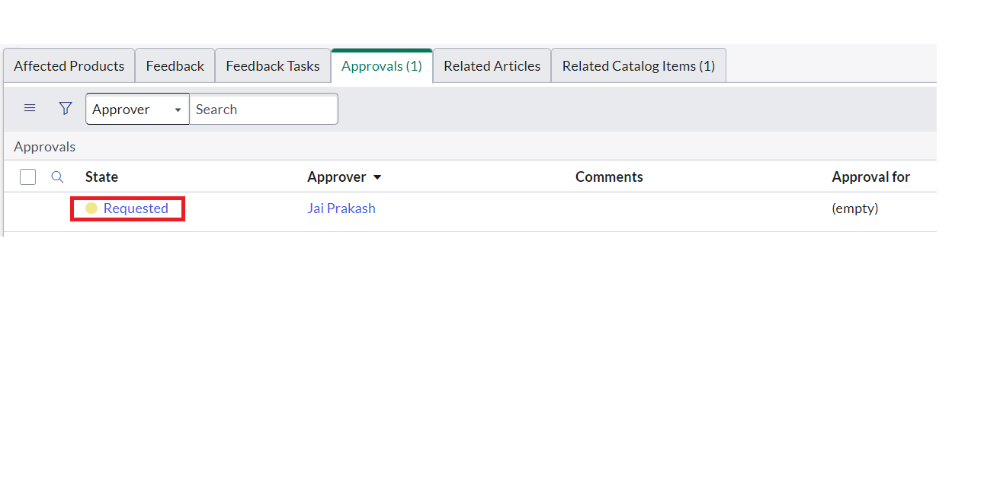 Affected Products Feedback Feedback Tasks Approvals (1) Related Articles Related Catalog Items (1)
Approver Search
Approvals
State Approver Comments Approval for
Requested Jai Prakash (empty)